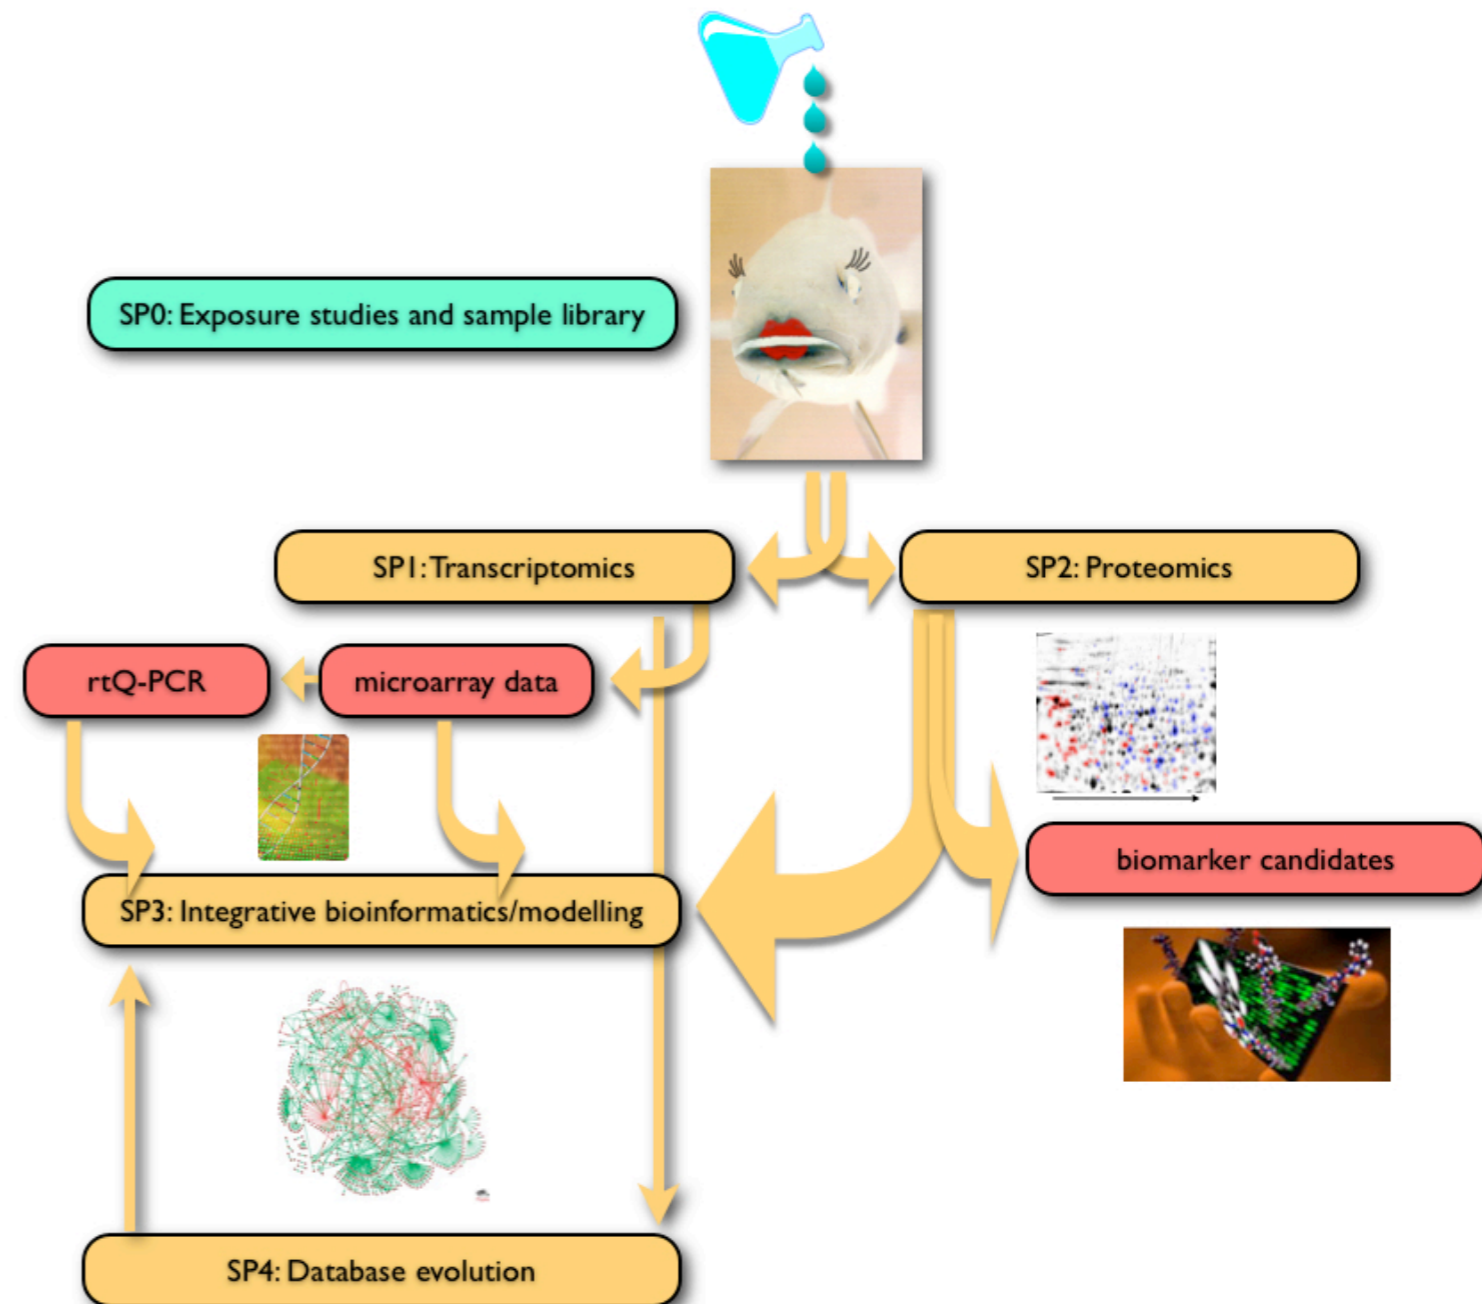 SP0: Exposure studies and sample library
SP1: Transcriptomics
SP2: Proteomics
rtQ-PCR
microarray data
biomarker candidates
SP3: Integrative bioinformatics/modelling
SP4: Database evolution